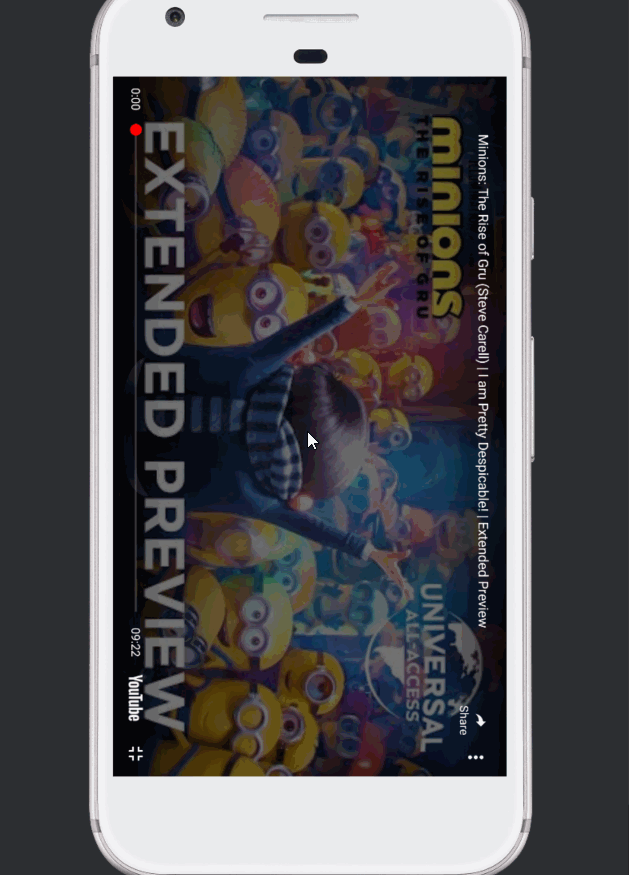 Minions: The Rise of Gru (Steve Carell) | I am Pretty Despicable! | Extended Preview
Share
minions
THE RISE OF GRU
UNIVERSAL
ALL-ACCESS
EXTENDED PREVIEW
0:00
09:22
YouTube